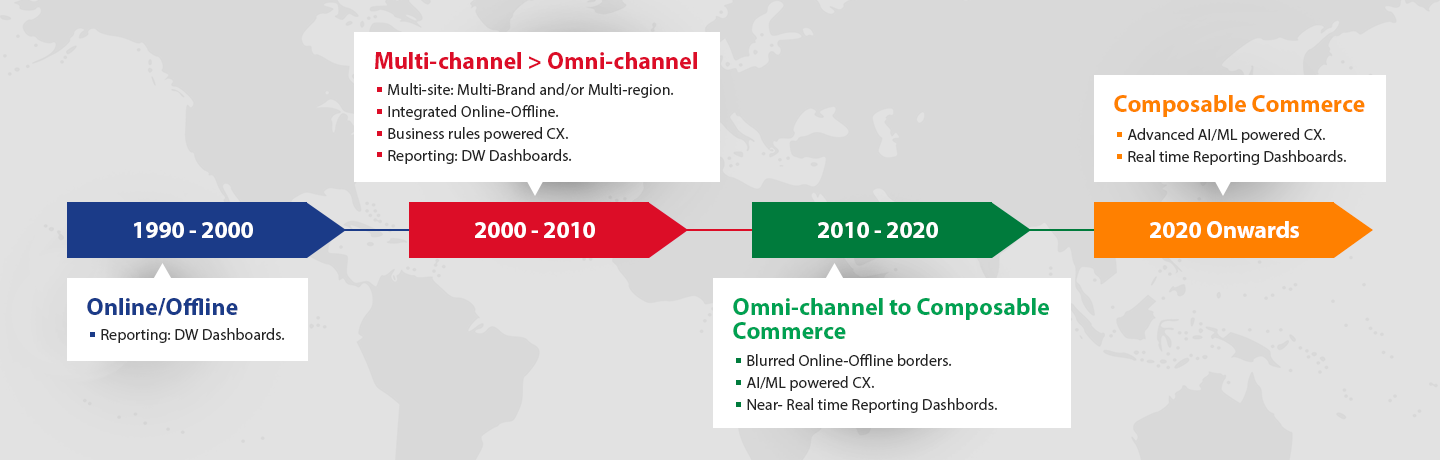 Multi-channel > Omni-channel
Multi-site: Multi-Brand and/or Multi-region.
Integrated Online-Offline.
Business rules powered CX.
Reporting: DW Dashboards.
Composable Commerce
Advanced AI/ML powered CX.
Real time Reporting Dashboards.
1990 - 2000
2000 - 2010
2010 - 2020
2020 Onwards
Online/Offline
Reporting: DW Dashboards.
Omni-channel to Composable
Commerce
Blurred Online-Offline borders.
AI/ML powered CX.
Near- Real time Reporting Dashbords.